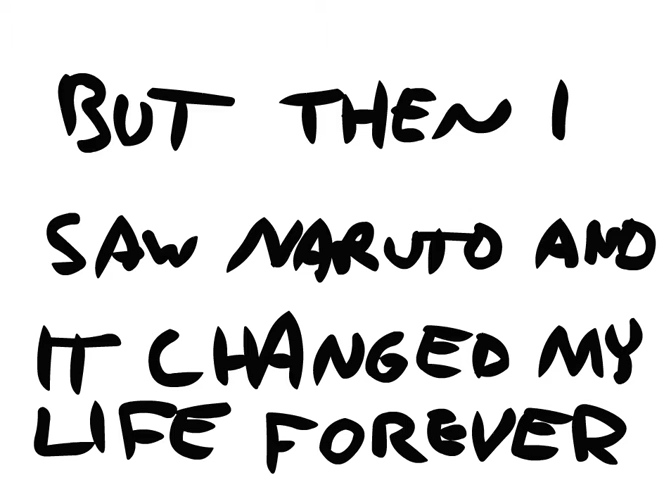 BUT THEN I
SAW NARUTO AND
IT CHANGED MY
LIFE FOREVER